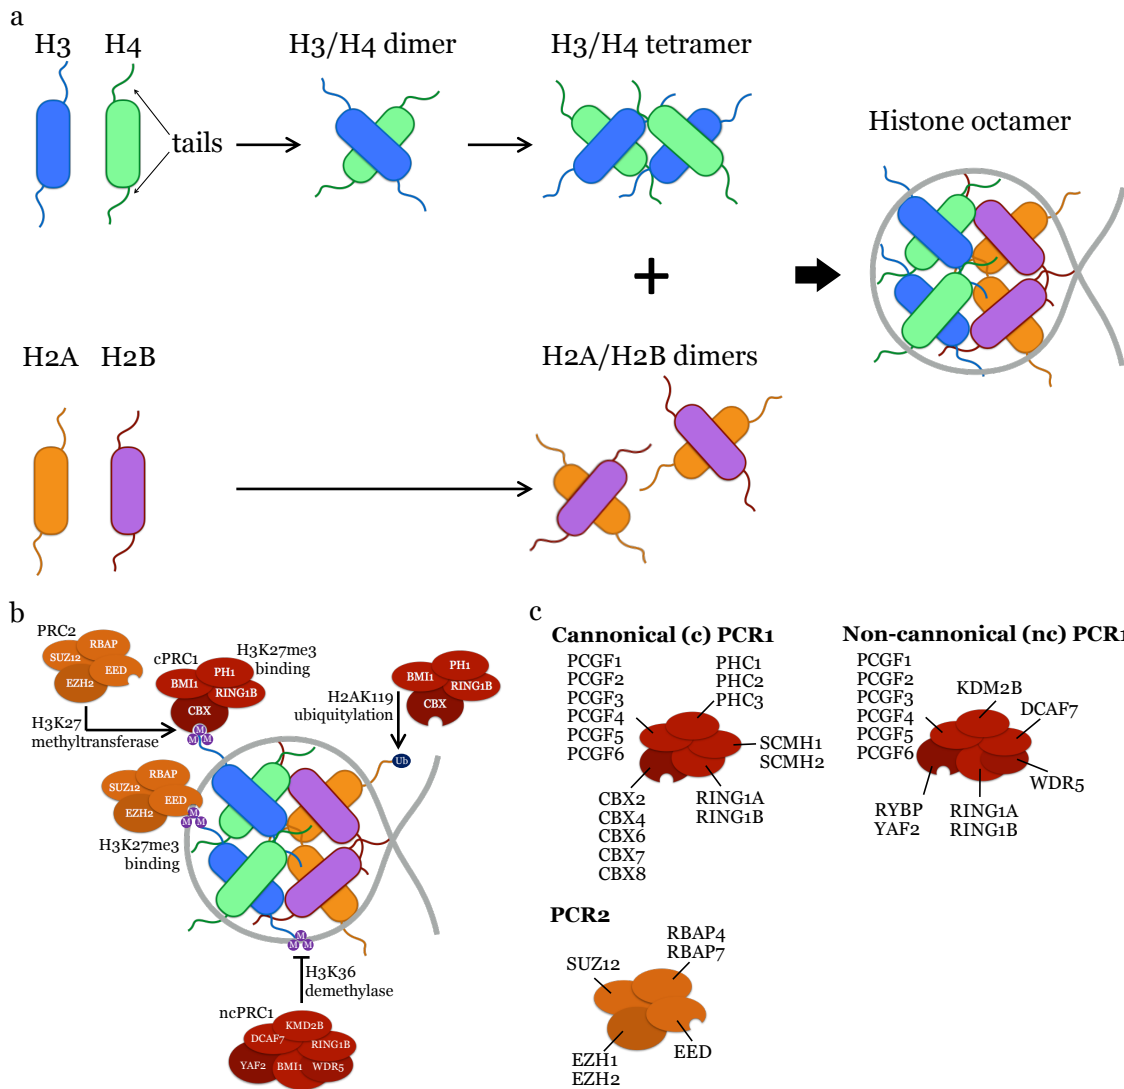 a
H3
H4
H3/H4 dimer
H3/H4 tetramer
tails
Histone octamer
+
H2A
H2B
H2A/H2B dimers
b
PRC2
RBAP
SUZ12
EED
EZH2
H3K27
methyltransferase
cPRC1
PH1
BMI1
RING1B
CBX
H3K27me3
binding
M
M
M
PH1
BMI1
RING1B
CBX
H2AK119
ubiquitylation
Ub
RBAP
SUZ12
EED
EZH2
M
M
M
H3K27me3
binding
M
M
M
H3K36
demethylase
ncPRC1
KMD2B
DCAF7
RING1B
YAF2
BMI1
WDR5
c
Cannonical (c) PCR1
PCGF1
PCGF2
PCGF3
PCGF4
PCGF5
PCGF6
PHC1
PHC2
PHC3
SCMH1
SCMH2
CBX2
CBX4
CBX6
CBX7
CBX8
RING1A
RING1B
Non-cannonical (nc) PCR1
PCGF1
PCGF2
PCGF3
PCGF4
PCGF5
PCGF6
KDM2B
DCAF7
WDR5
RYBP
YAF2
RING1A
RING1B
PCR2
SUZ12
RBAP4
RBAP7
EZH1
EZH2
EED